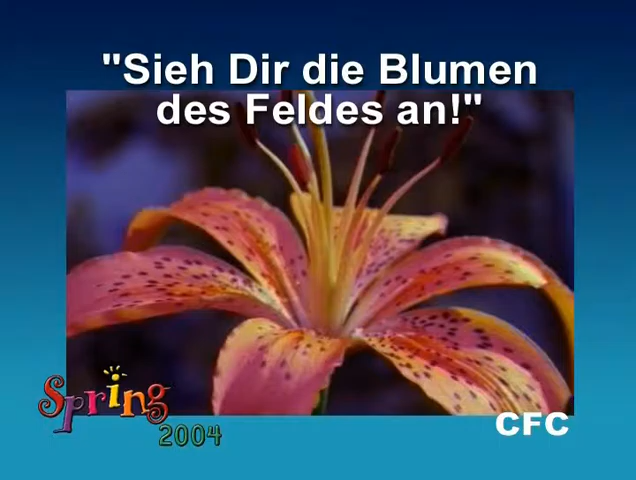 "Sieh Dir die Blumen
des Feldes an!"
Spring
2004
CFC